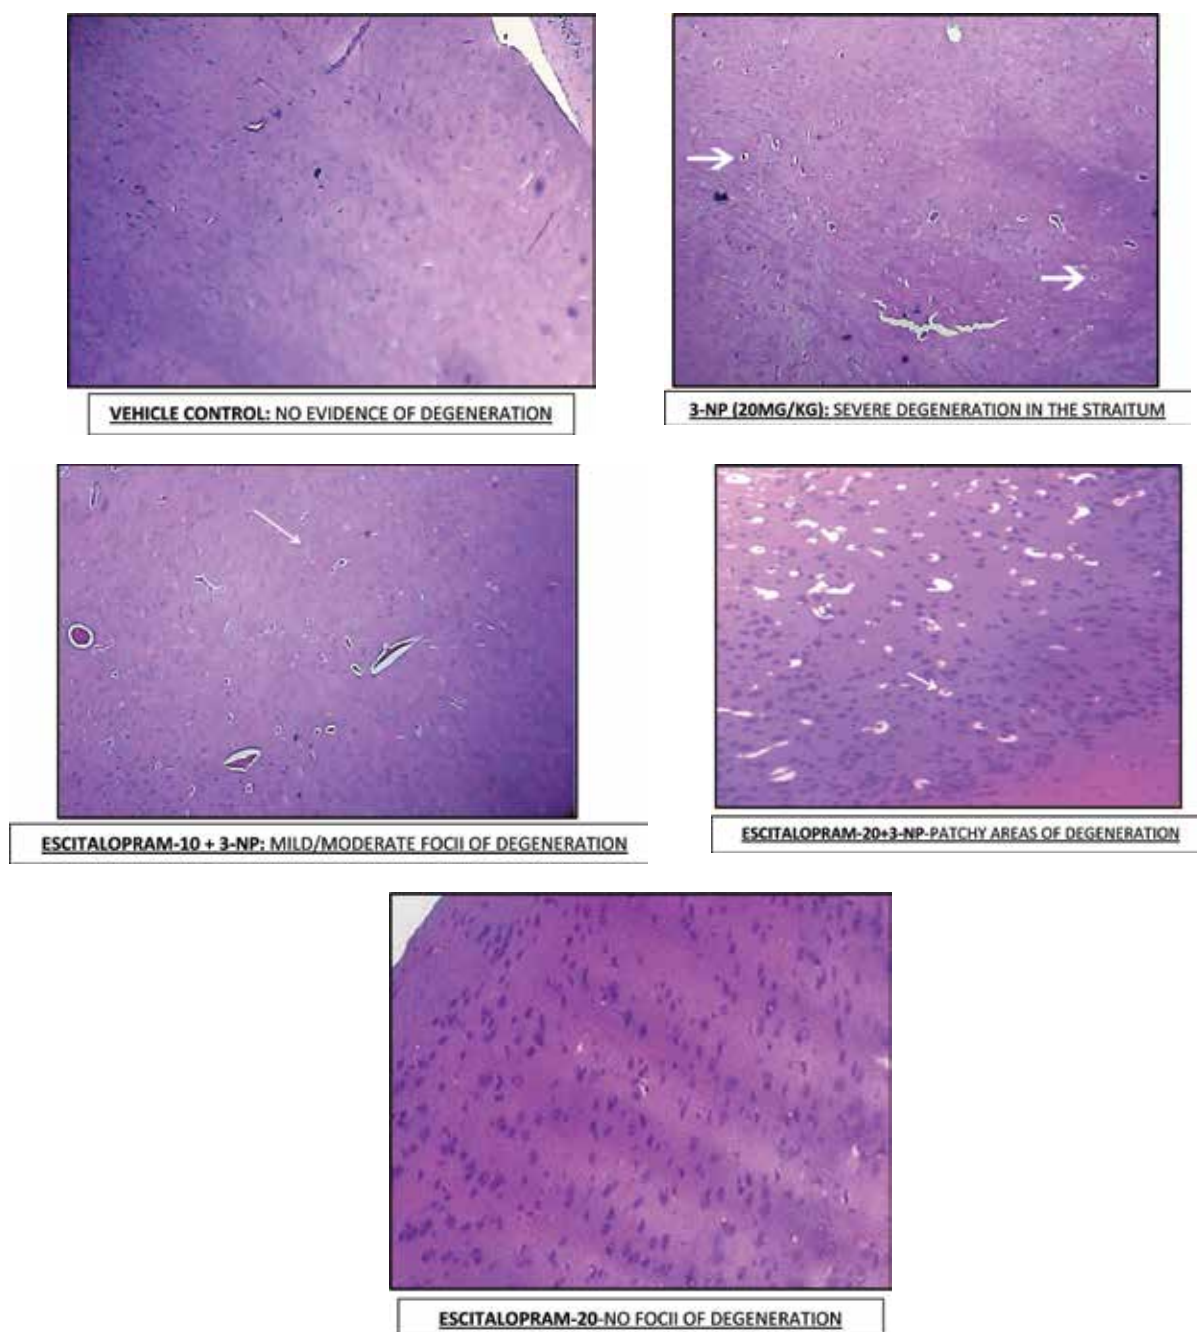 VEHICLE CONTROL: NO EVIDENCE OF DEGENERATION
3-NP (20MG/KG): SEVERE DEGENERATION IN THE STRAITUM
ESCITALOPRAM-10 + 3-NP: MILD/MODERATE FOCII OF DEGENERATION
ESCITALOPRAM-20+3-NP-PATCHY AREAS OF DEGENERATION
ESCITALOPRAM-20-NO FOCII OF DEGENERATION